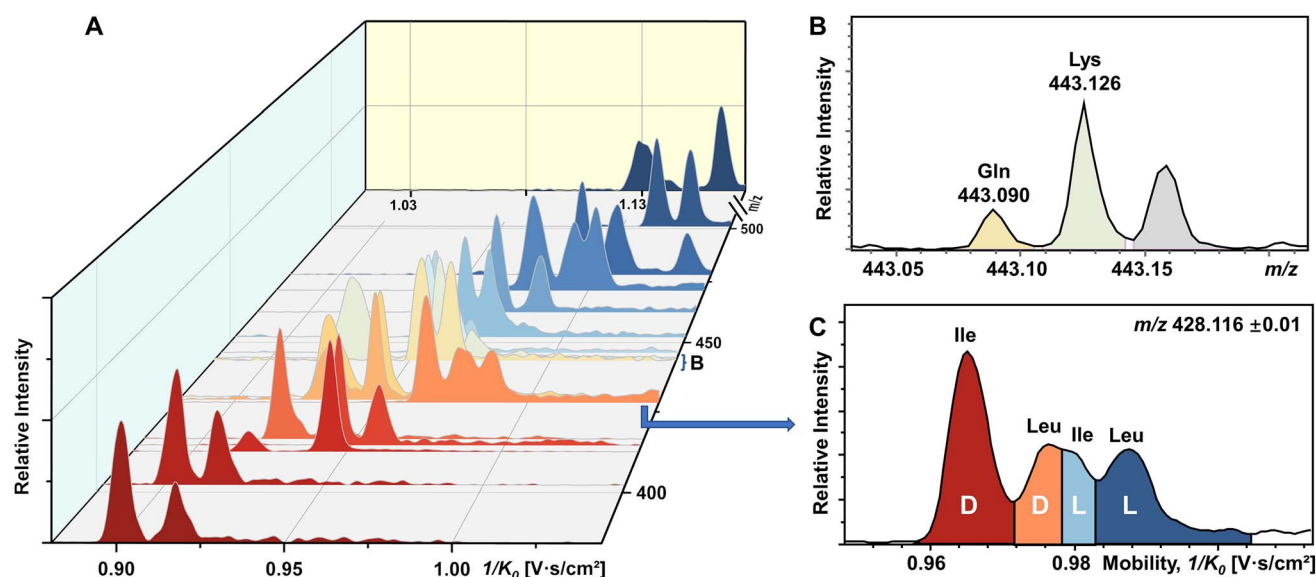 A
Relative Intensity
1.03
1.13
m/z
500
450
B
400
0.90
0.95
1.00
1/K₀ [V·s/cm²]
B
Relative Intensity
Lys
443.126
Gln
443.090
443.05
443.10
443.15
m/z
C
m/z 428.116 ±0.01
Relative Intensity
Ile
Leu
Ile
Leu
D
D
L
L
0.96
0.98
Mobility, 1/K₀ [V·s/cm²]